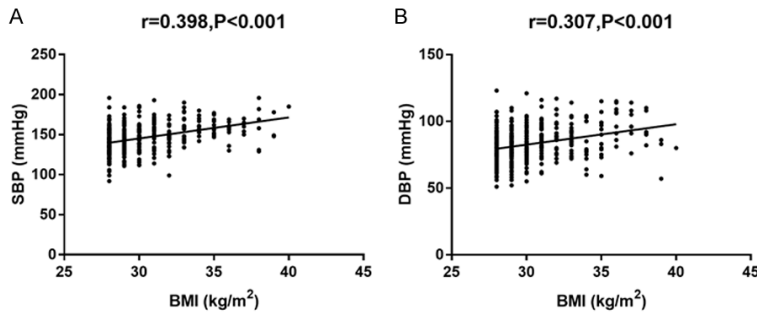 A
r=0.398,P<0.001
250
200
150
100
50
0
SBP (mmHg)
25
30
35
40
45
BMI (kg/m²)
B
r=0.307,P<0.001
150
100
50
0
DBP (mmHg)
25
30
35
40
45
BMI (kg/m²)